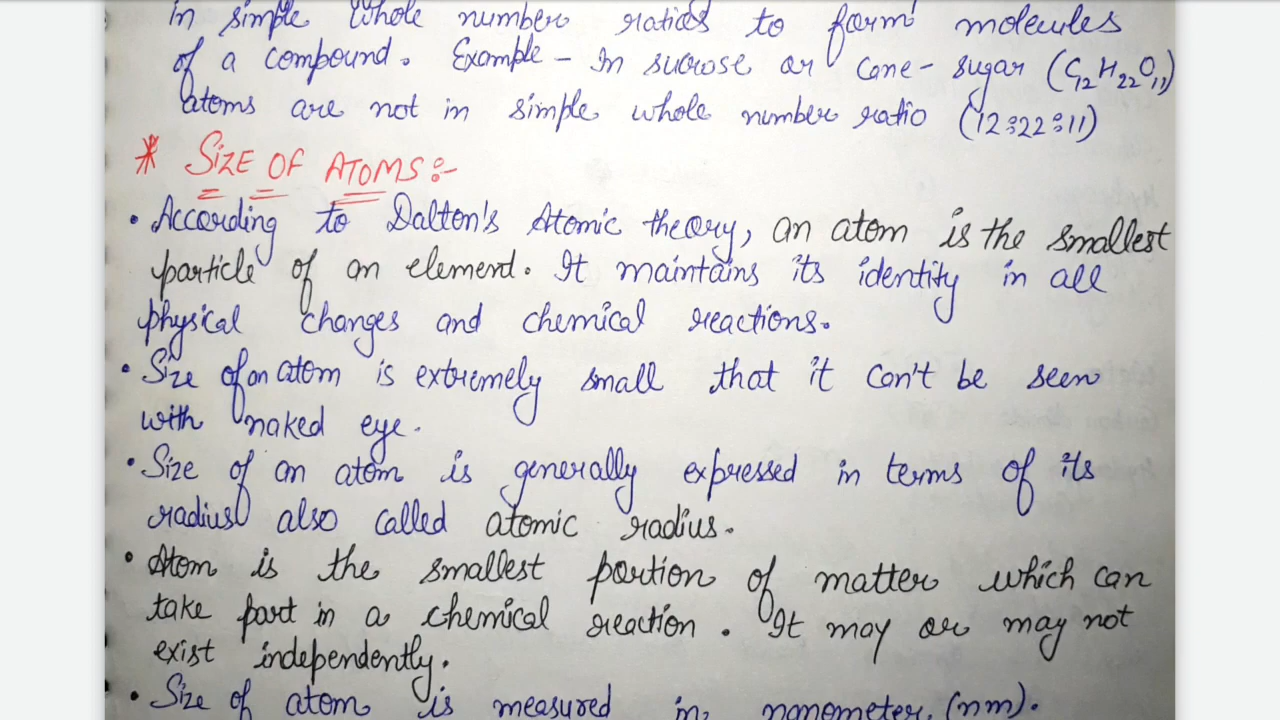 in simple whole number ratios to form molecules
of a compound. Example - In sucrose or Cane-sugar (C12H22O11)
atoms are not in simple whole number ratio (12:22:11)
* SIZE OF ATOMS:-
• According to Dalton's Atomic theory, an atom is the smallest
particle of an element. It maintains its identity in all
physical changes and chemical reactions.
• Size of an atom is extremely small that it can't be seen
with naked eye.
• Size of an atom is generally expressed in terms of its
radius also called atomic radius.
• Atom is the smallest portion of matter which can
take part in a chemical reaction. It may or may not
exist independently.
• Size of atom is measured in nanometer (nm).